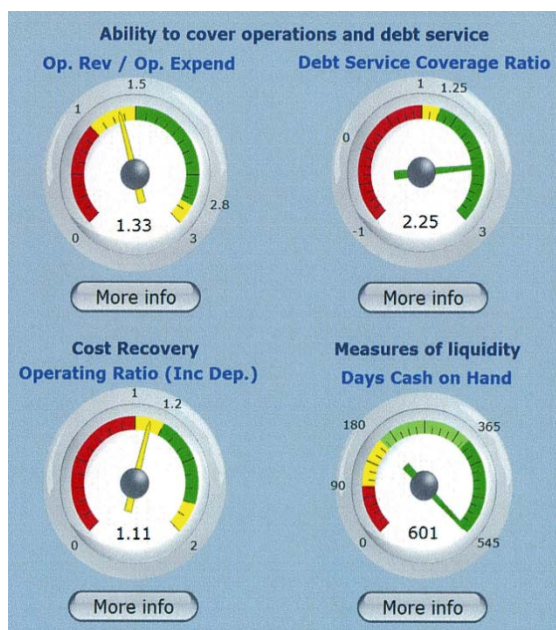 Ability to cover operations and debt service
Op. Rev / Op. Expend
Debt Service Coverage Ratio
1
1.5
2.8
0
3
1.33
1
1.25
0
-1
3
2.25
More info
More info
Cost Recovery
Measures of liquidity
Operating Ratio (Inc Dep.)
Days Cash on Hand
1
1.2
0
2
1.11
180
365
90
0
545
601
More info
More info